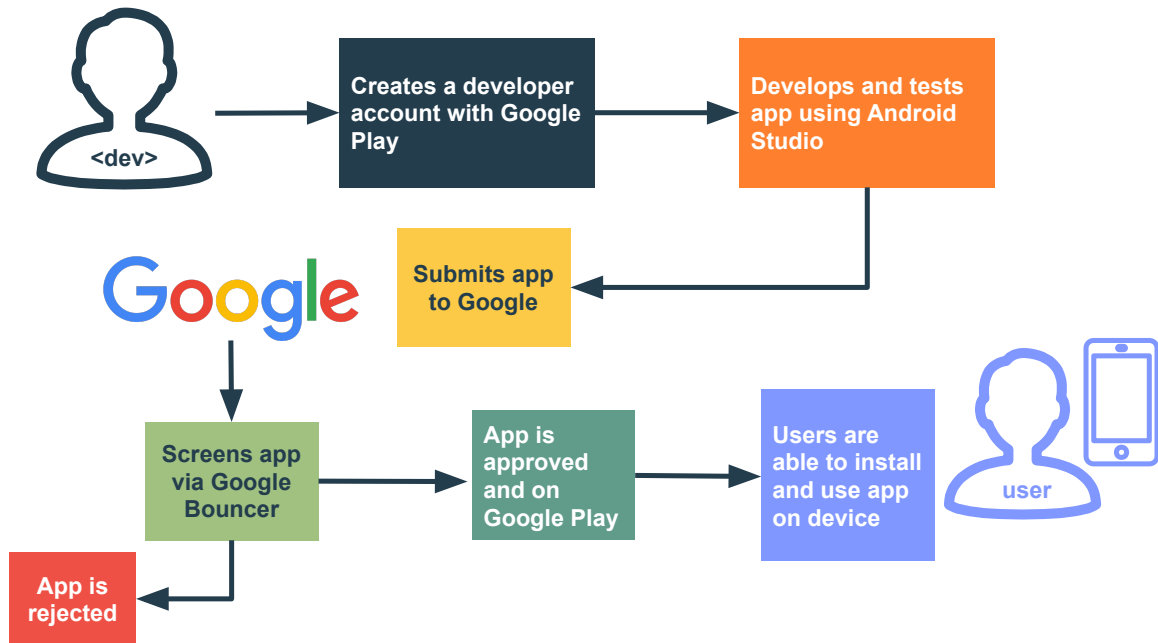 <dev>
Creates a developer
account with Google
Play
Develops and tests
app using Android
Studio
Submits app
to Google
Google
Screens app
via Google
Bouncer
App is
rejected
App is
approved
and on
Google Play
Users are
able to install
and use app
on device
user